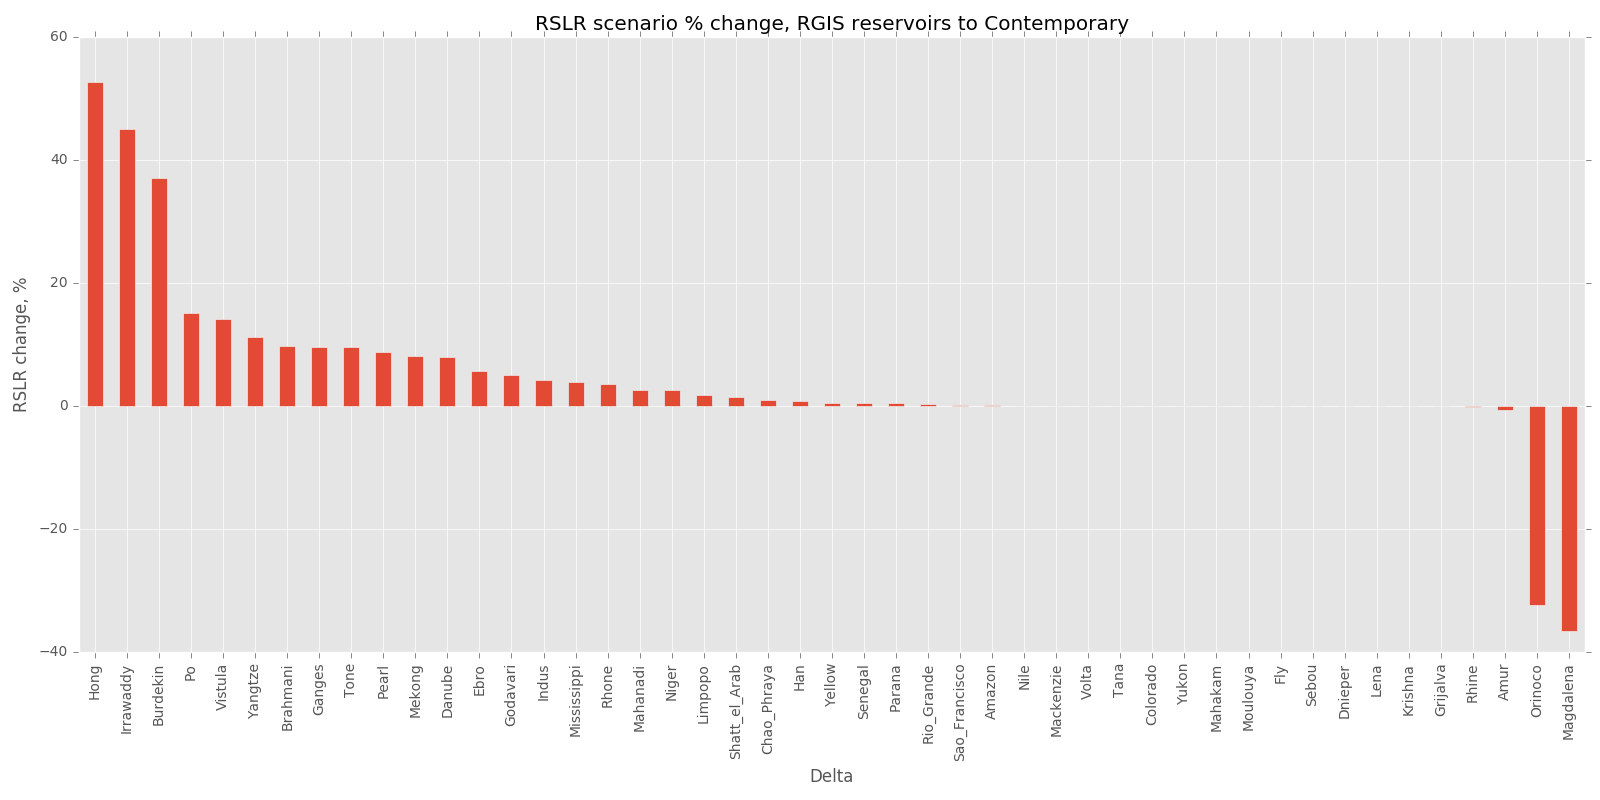 RSLR scenario % change, RGIS reservoirs to Contemporary
60
40
20
0
−20
−40
RSLR change, %
Hong
Irrawaddy
Burdekin
Po
Vistula
Yangtze
Brahmani
Ganges
Tone
Pearl
Mekong
Danube
Ebro
Godavari
Indus
Mississippi
Rhone
Mahanadi
Niger
Limpopo
Shatt_el_Arab
Chao_Phraya
Han
Yellow
Senegal
Parana
Rio_Grande
Sao_Francisco
Amazon
Nile
Mackenzie
Volta
Tana
Colorado
Yukon
Mahakam
Moulouya
Fly
Sebou
Dnieper
Lena
Krishna
Grijalva
Rhine
Amur
Orinoco
Magdalena
Delta